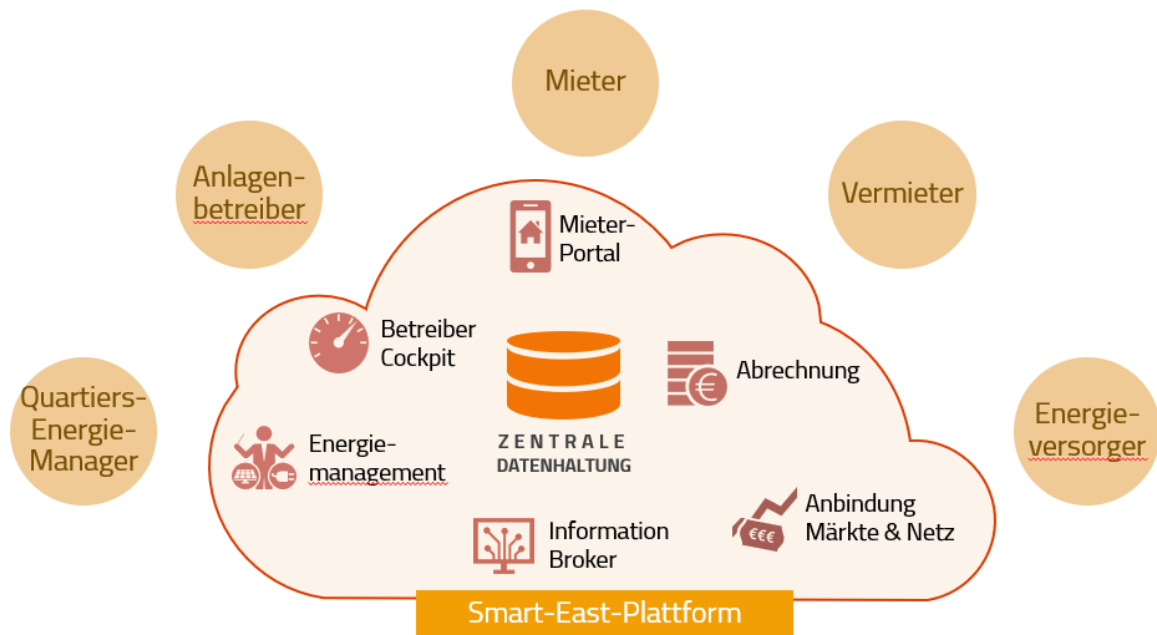 Mieter
Anlagen-
betreiber
Vermieter
Mieter-
Portal
Betreiber
Cockpit
Abrechnung
Quartiers-
Energie-
Manager
Energie-
management
ZENTRALE
DATENHALTUNG
Energie-
versorger
Information
Broker
€
€€€
Anbindung
Märkte & Netz
Smart-East-Plattform